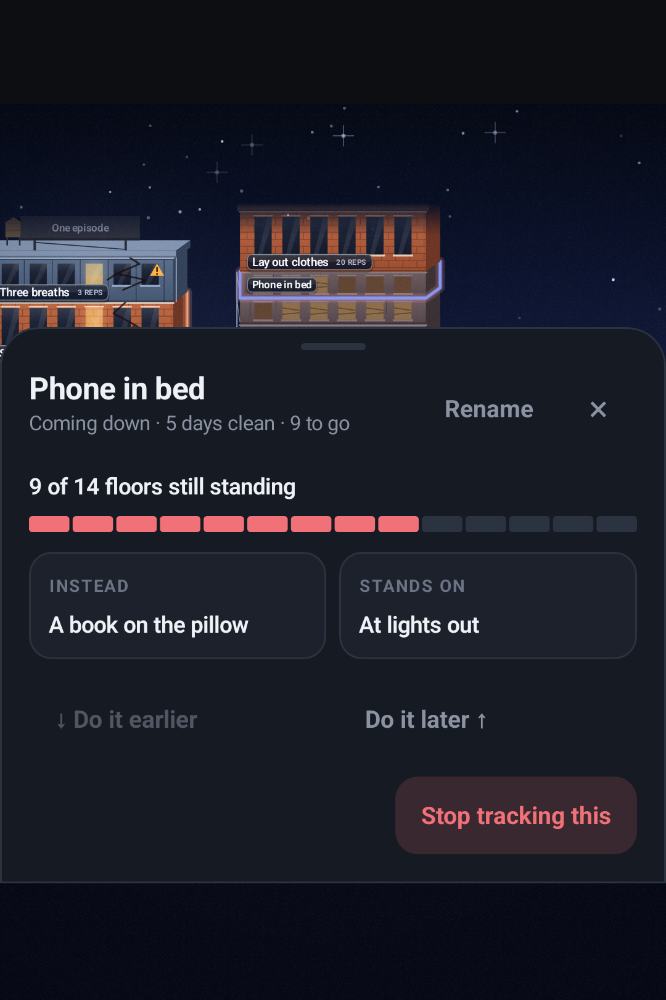 One episode
Lay out clothes 20 REPS
Phone in bed
Three breaths 3 REPS
Phone in bed
Rename ×
Coming down · 5 days clean · 9 to go
9 of 14 floors still standing
INSTEAD
A book on the pillow
STANDS ON
At lights out
↓ Do it earlier
Do it later ↑
Stop tracking this